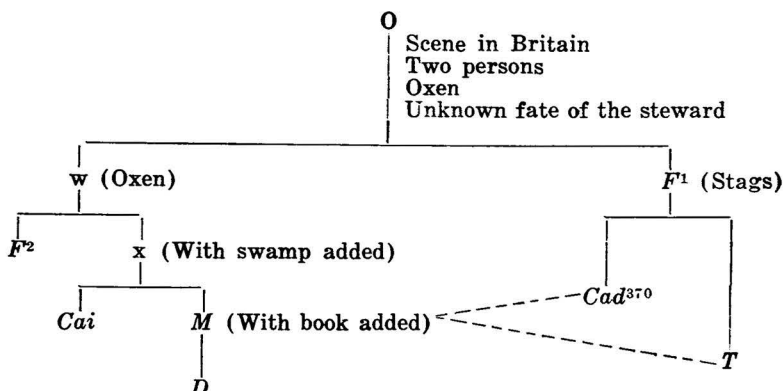 O
Scene in Britain
Two persons
Oxen
Unknown fate of the steward
w (Oxen)
F¹ (Stags)
F²
x (With swamp added)
Cad³⁷⁰
Cai
M (With book added)
T
D